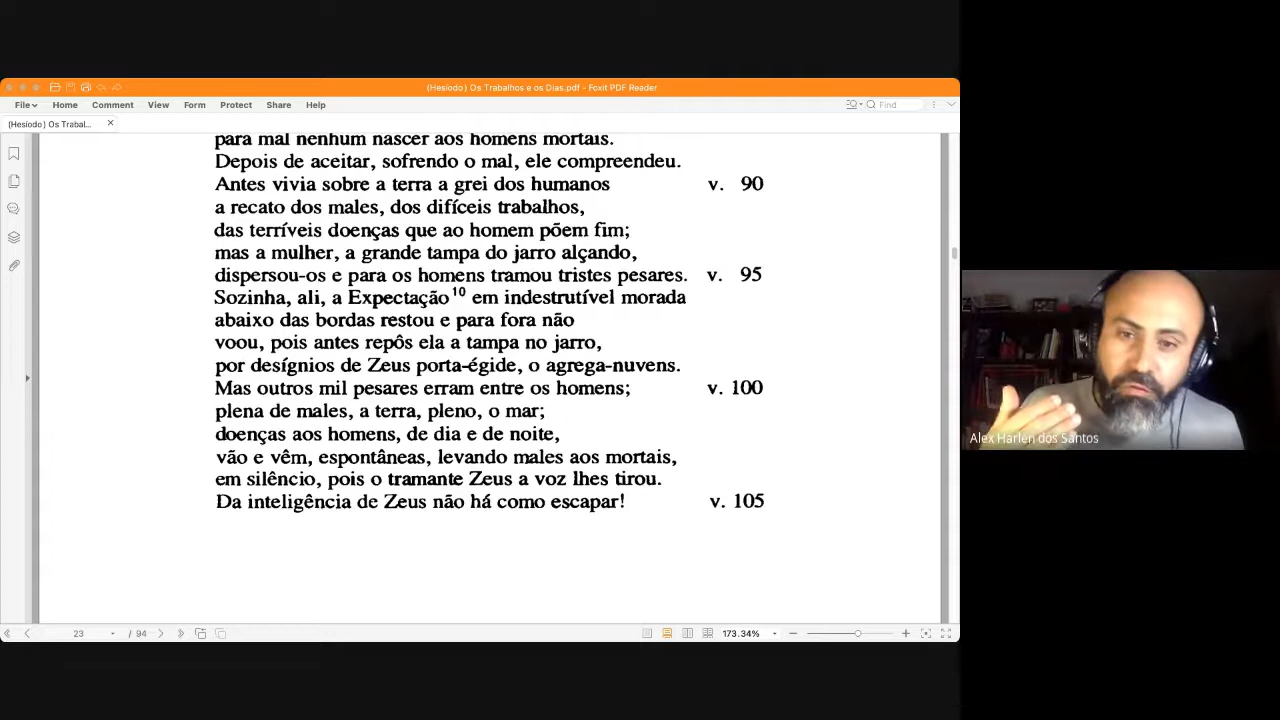 (Hesíodo) Os Trabalhos e os Dias.pdf - Foxit PDF Reader
File Home Comment View Form Protect Share Help
Find
(Hesíodo) Os Trabal...
para mal nenhum nascer aos homens mortais.
Depois de aceitar, sofrendo o mal, ele compreendeu.
Antes vivia sobre a terra a grei dos humanos v. 90
a recato dos males, dos difíceis trabalhos,
das terríveis doenças que ao homem põem fim;
mas a mulher, a grande tampa do jarro alçando,
dispersou-os e para os homens tramou tristes pesares. v. 95
Sozinha, ali, a Expectação10 em indestrutível morada
abaixo das bordas restou e para fora não
voou, pois antes repôs ela a tampa no jarro,
por desígnios de Zeus porta-égide, o agrega-nuvens.
Mas outros mil pesares erram entre os homens; v. 100
plena de males, a terra, pleno, o mar;
doenças aos homens, de dia e de noite,
vão e vêm, espontâneas, levando males aos mortais,
em silêncio, pois o tramante Zeus a voz lhes tirou.
Da inteligência de Zeus não há como escapar! v. 105
Alex Harlen dos Santos
23 / 94
173.34%